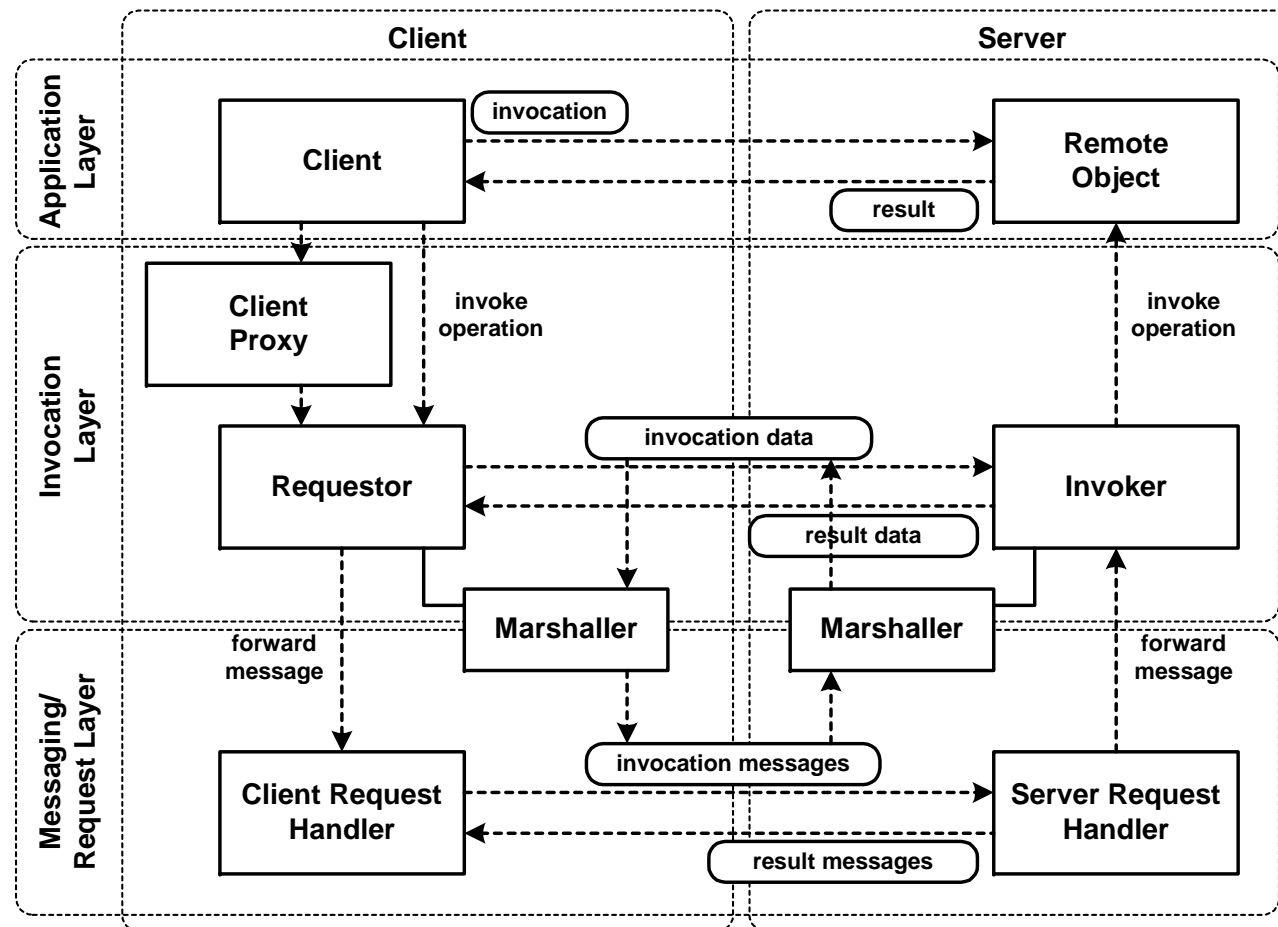 Client
Server
Application
Layer
invocation
Client
Remote
Object
result
Invocation
Layer
Client
Proxy
invoke
operation
invoke
operation
invocation data
Requestor
Invoker
result data
Marshaller
Marshaller
Messaging/
Request Layer
forward
message
forward
message
invocation messages
Client Request
Handler
Server Request
Handler
result messages